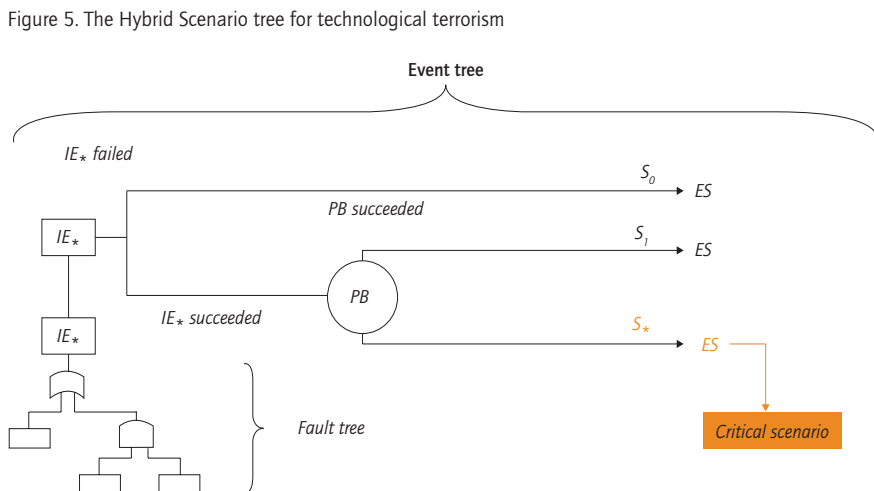 Figure 5. The Hybrid Scenario tree for technological terrorism
Event tree
IE* failed
S0
ES
PB succeeded
IE*
S1
ES
PB
IE* succeeded
S*
IE*
ES
Fault tree
Critical scenario